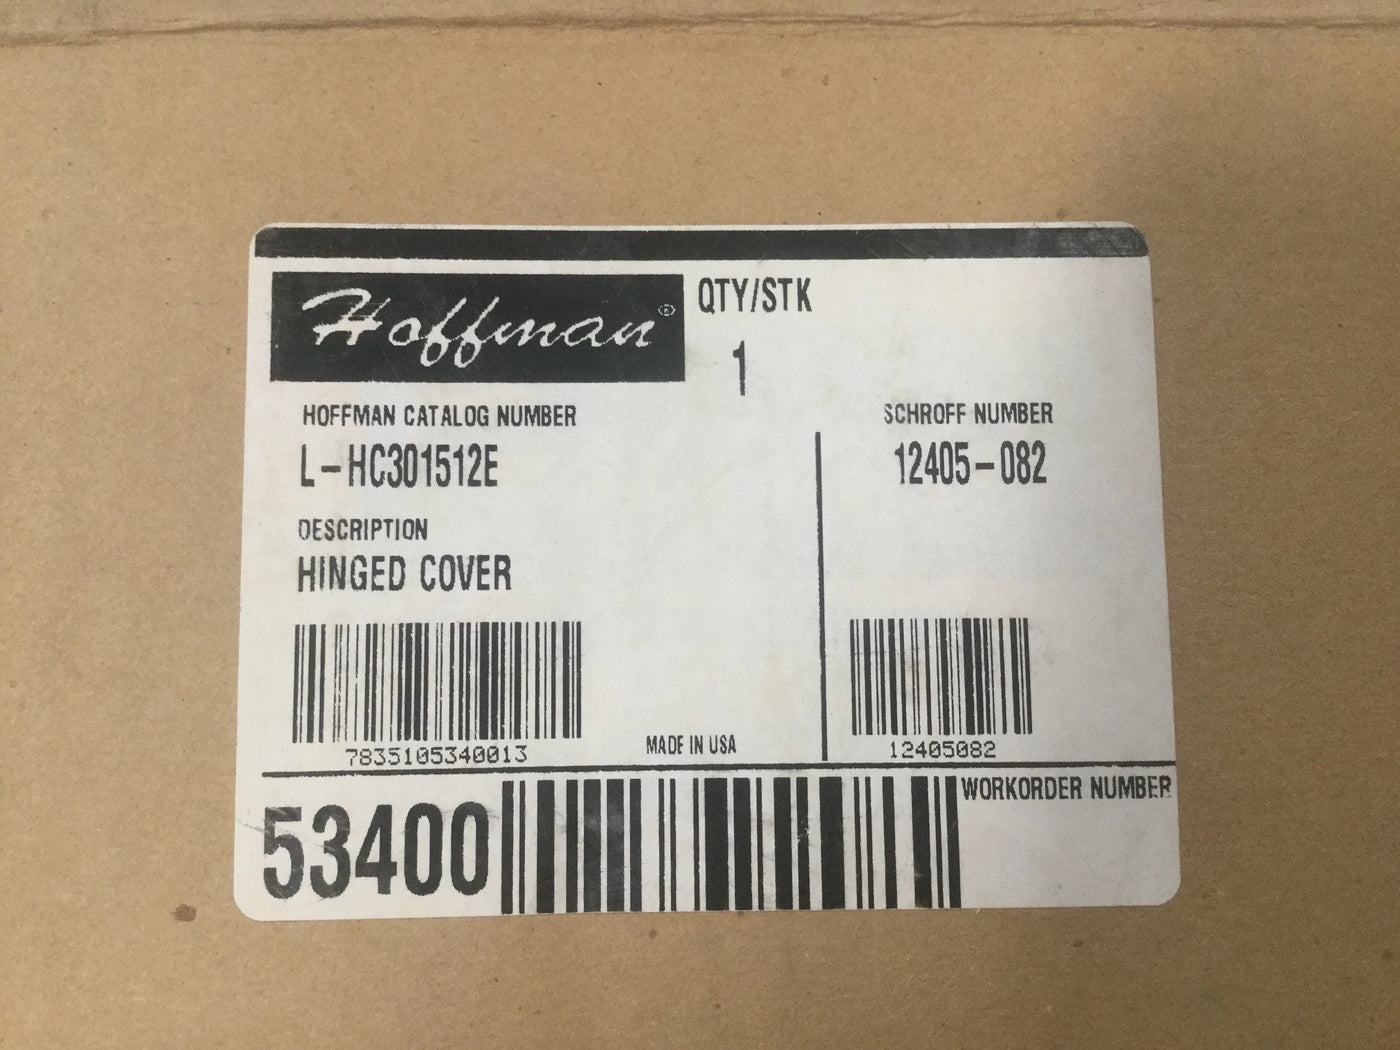 Hoffman®
QTY/STK
1
HOFFMAN CATALOG NUMBER
L-HC301512E
SCHROFF NUMBER
12405-082
DESCRIPTION
HINGED COVER
7835105340013
MADE IN USA
12405082
53400
WORKORDER NUMBER